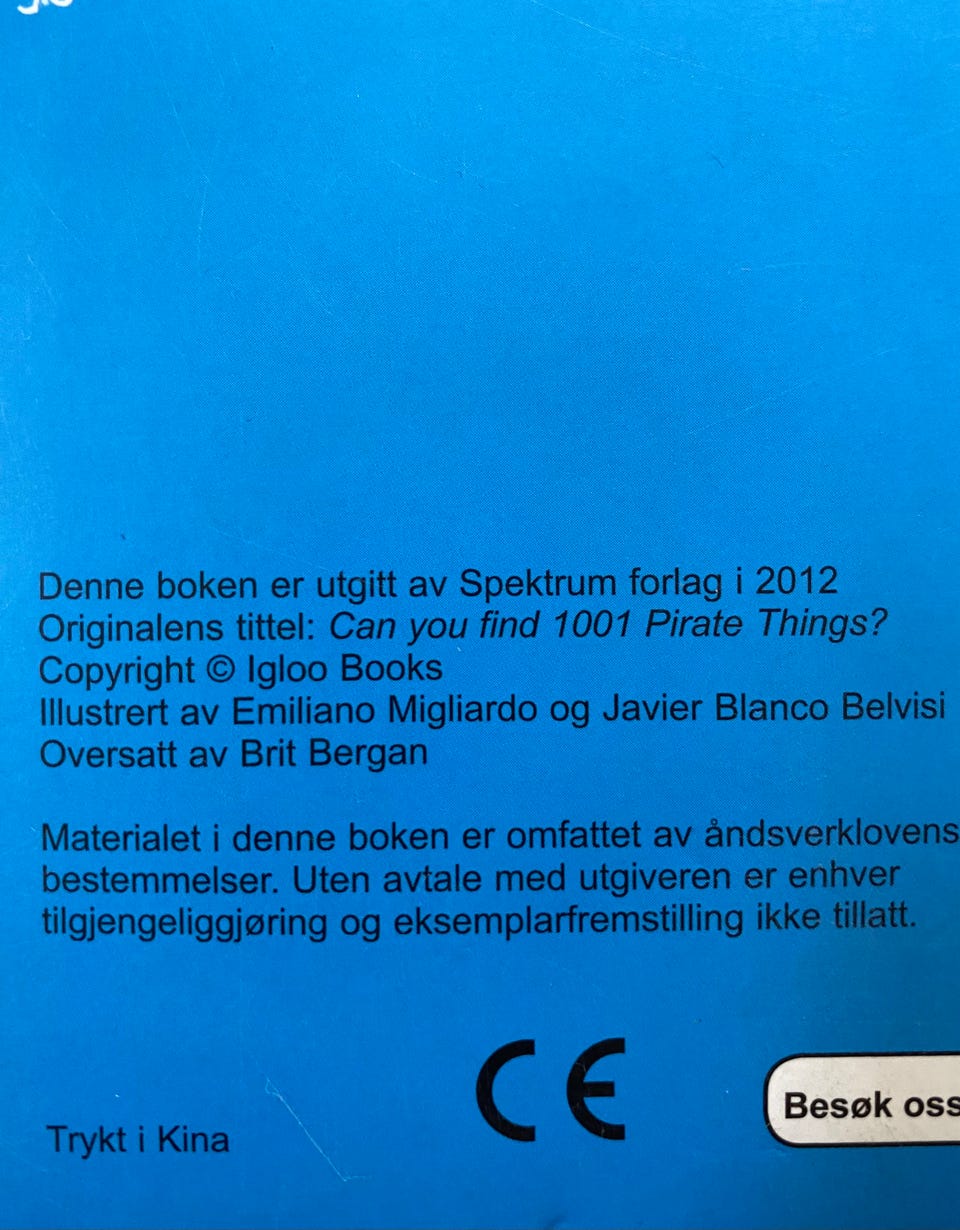 Denne boken er utgitt av Spektrum forlag i 2012
Originalens tittel: Can you find 1001 Pirate Things?
Copyright © Igloo Books
Illustrert av Emiliano Migliardo og Javier Blanco Belvisi
Oversatt av Brit Bergan
Materialet i denne boken er omfattet av åndsverklovens
bestemmelser. Uten avtale med utgiveren er enhver
tilgjengeliggjøring og eksemplarfremstilling ikke tillatt.
CE
Besøk oss
Trykt i Kina